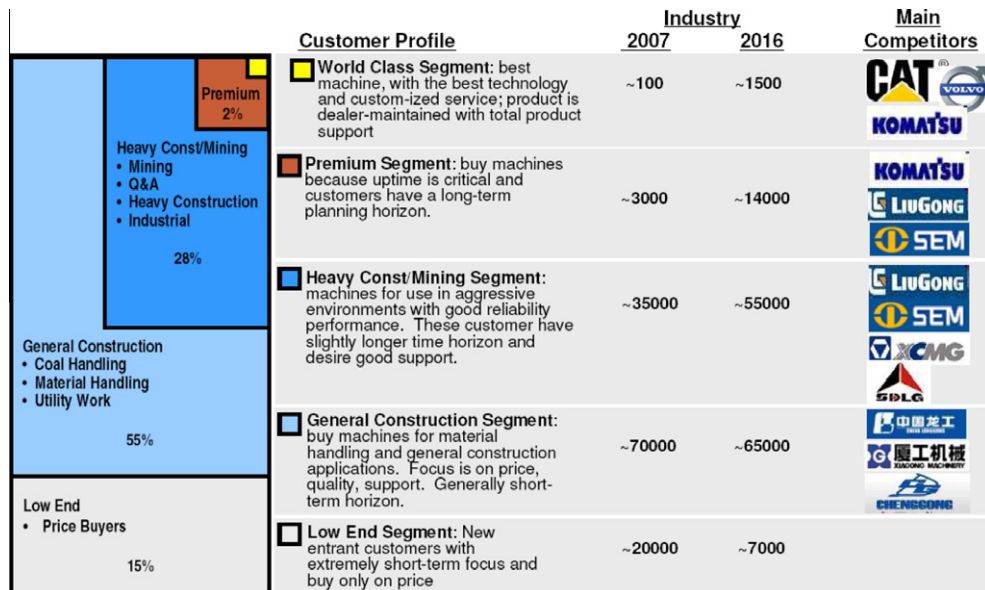 Industry
Main
Customer Profile
2007
2016
Competitors
Premium
2%
Heavy Const/Mining
• Mining
• Q&A
• Heavy Construction
• Industrial
28%
General Construction
• Coal Handling
• Material Handling
• Utility Work
55%
Low End
• Price Buyers
15%
World Class Segment: best
machine, with the best technology
and custom-ized service; product is
dealer-maintained with total product
support
~100
~1500
CAT®
VOLVO
KOMATSU
Premium Segment: buy machines
because uptime is critical and
customers have a long-term
planning horizon.
~3000
~14000
KOMATSU
LIUGONG
SEM
Heavy Const/Mining Segment:
machines for use in aggressive
environments with good reliability
performance. These customer have
slightly longer time horizon and
desire good support.
~35000
~55000
LIUGONG
SEM
XCMG
SDLG
General Construction Segment:
buy machines for material
handling and general construction
applications. Focus is on price,
quality, support. Generally short-
term horizon.
~70000
~65000
中国龙工
厦工机械
XIAGONG MACHINERY
CHENGGONG
Low End Segment: New
entrant customers with
extremely short-term focus and
buy only on price
~20000
~7000